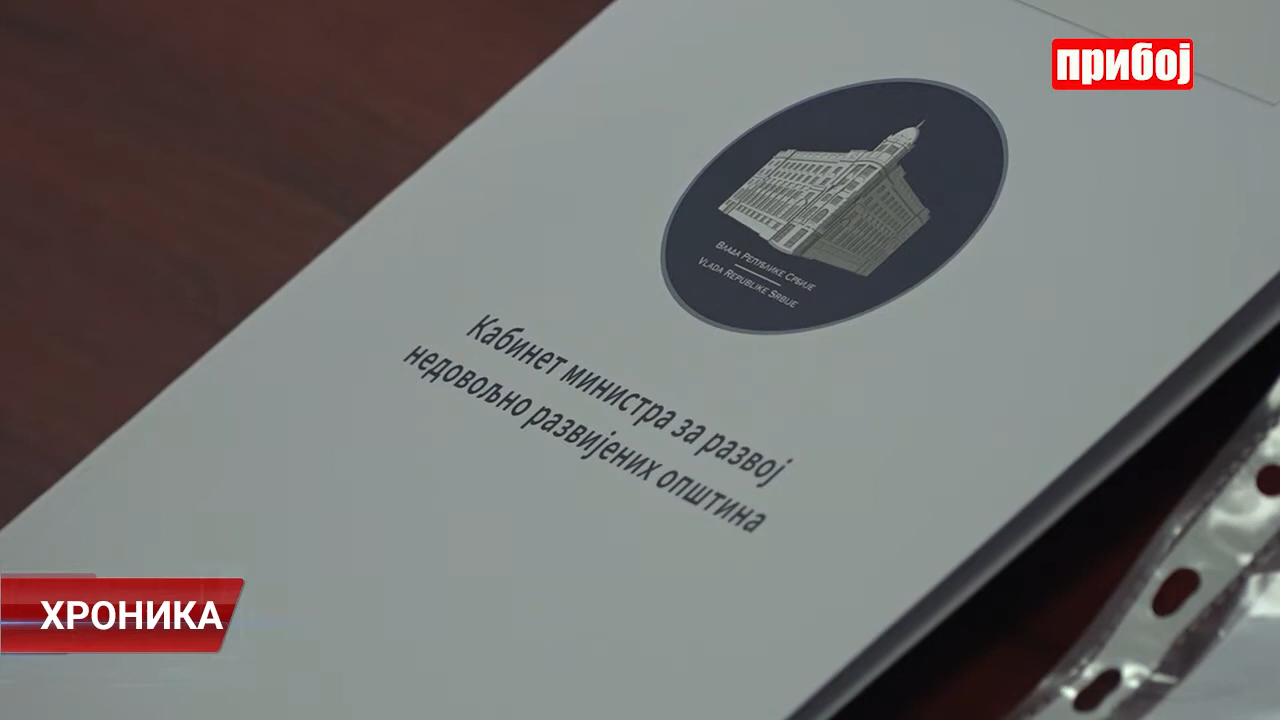 прибој
Влада Републике Србије
Vlada Republike Srbije
Кабинет министра за развој
недовољно развијених општина
ХРОНИКА